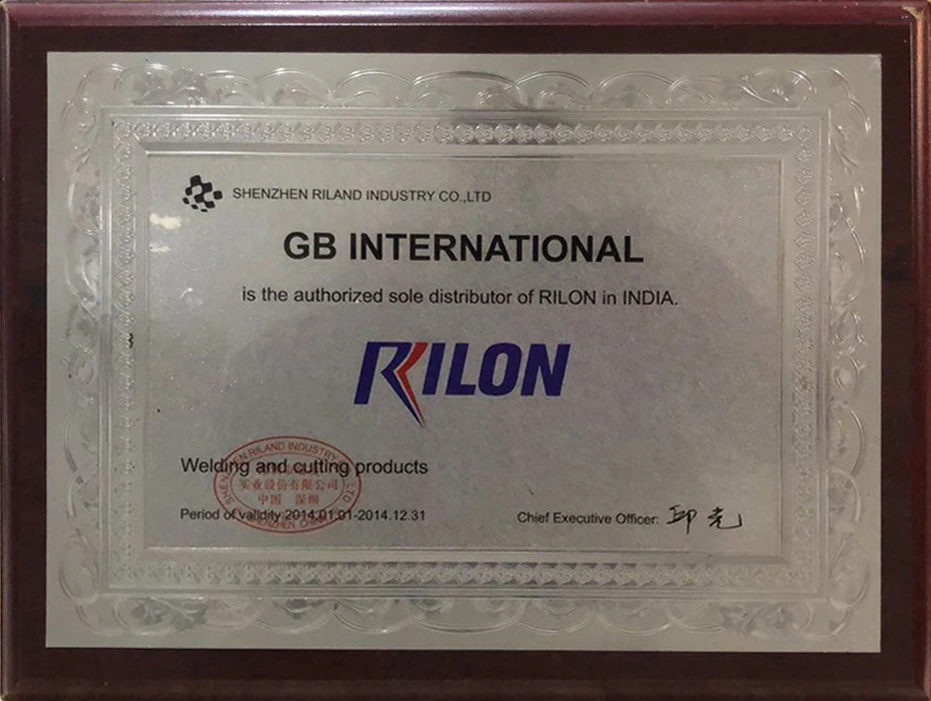 SHENZHEN RILAND INDUSTRY CO.,LTD
GB INTERNATIONAL
is the authorized sole distributor of RILON in INDIA.
RILON
Welding and cutting products
SHENZHEN RILAND INDUSTRY LTD
实业股份有限公司
中国 深圳
SHENZHEN CHINA
Period of validity 2014.01.01-2014.12.31
Chief Executive Officer: 邱光